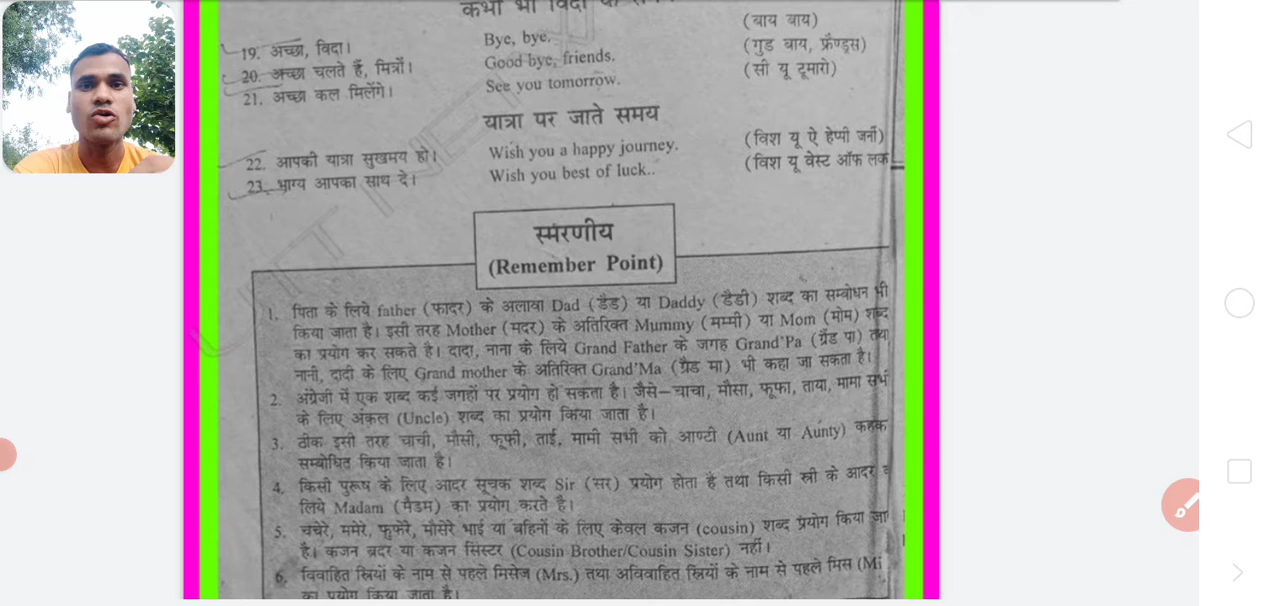 कभी भी विदा
19. अच्छा, विदा। Bye, bye. (बाय बाय)
20. अच्छा चलते हैं, मित्रों। Good bye, friends. (गुड बाय, फ्रैण्ड्स)
21. अच्छा कल मिलेंगे। See you tomorrow. (सी यू टूमारो)
यात्रा पर जाते समय
22. आपकी यात्रा सुखमय हो। Wish you a happy journey. (विश यू ऐ हेप्पी जर्नी)
23. भाग्य आपका साथ दे। Wish you best of luck.. (विश यू वेस्ट ऑफ लक
स्मरणीय
(Remember Point)
1. पिता के लिये father (फादर) के अलावा Dad (डैड) या Daddy (डैडी) शब्द का सम्बोधन भी
किया जाता है। इसी तरह Mother (मदर) के अतिरिक्त Mummy (मम्मी) या Mom (मोम) शब्द
का प्रयोग कर सकते है। दादा, नाना के लिये Grand Father के जगह Grand'Pa (ग्रैंड पा) तथा
नानी, दादी के लिए Grand mother के अतिरिक्त Grand'Ma (ग्रैड मा) भी कहा जा सकता है।
2. अंग्रेजी में एक शब्द कई जगहों पर प्रयोग हो सकता है। जैसे–चाचा, मौसा, फूफा, ताया, मामा सभी
के लिए अंकल (Uncle) शब्द का प्रयोग किया जाता है।
3. ठीक इसी तरह चाची, मौसी, फूफी, ताई, मामी सभी को आण्टी (Aunt या Aunty) कहक
सम्बोधित किया जाता है।
4. किसी पुरूष के लिए आदर सूचक शब्द Sir (सर) प्रयोग होता है तथा किसी स्त्री के आदर
लिये Madam (मैडम) का प्रयोग करते है।
5. चचेरे, ममेरे, फुफेरे, मौसेरे भाई या बहिनों के लिए केवल कजन (cousin) शब्द प्रयोग किया जा
है। कजन ब्रदर या कजन सिस्टर (Cousin Brother/Cousin Sister) नहीं।
6. विवाहित स्त्रियों के नाम से पहले मिसेज (Mrs.) तथा अविवाहित स्त्रियों के नाम से पहले मिस (Mi
का प्रयोग किया जाता है।